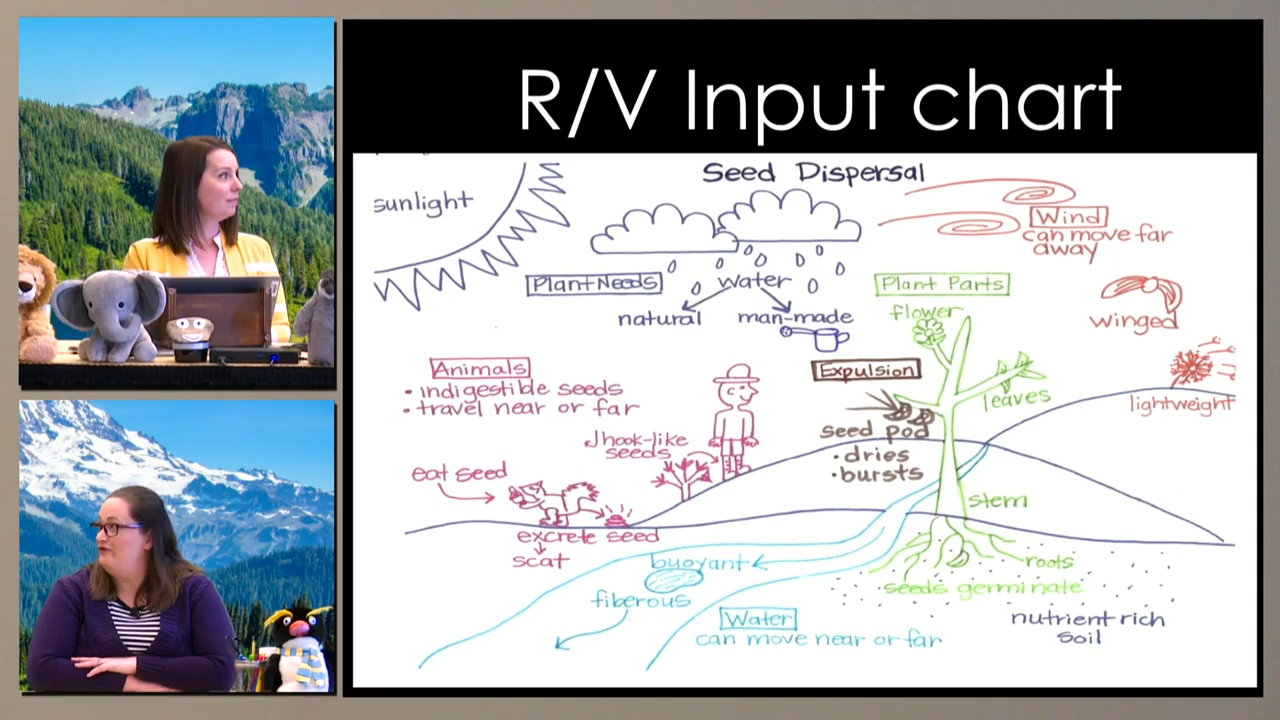 R/V Input chart
Seed Dispersal
sunlight
Wind
can move far
away
Plant Needs
water
natural
man-made
Plant Parts
flower
winged
leaves
lightweight
Animals
• indigestible seeds
• travel near or far
Expulsion
seed pod
• dries
• bursts
hook-like
seeds
eat seed
excrete seed
scat
stem
buoyant
fiberous
roots
seeds germinate
Water
can move near or far
nutrient rich
soil